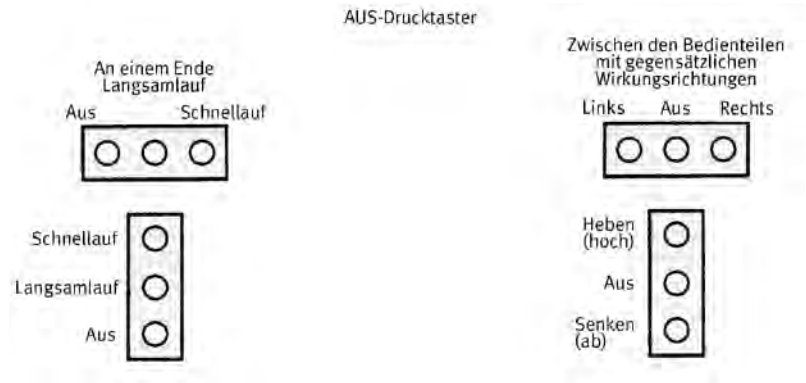 AUS-Drucktaster
An einem Ende
Langsamlauf
Aus Schnellauf
Schnellauf
Langsamlauf
Aus
Zwischen den Bedienteilen
mit gegensätzlichen
Wirkungsrichtungen
Links Aus Rechts
Heben
(hoch)
Aus
Senken
(ab)